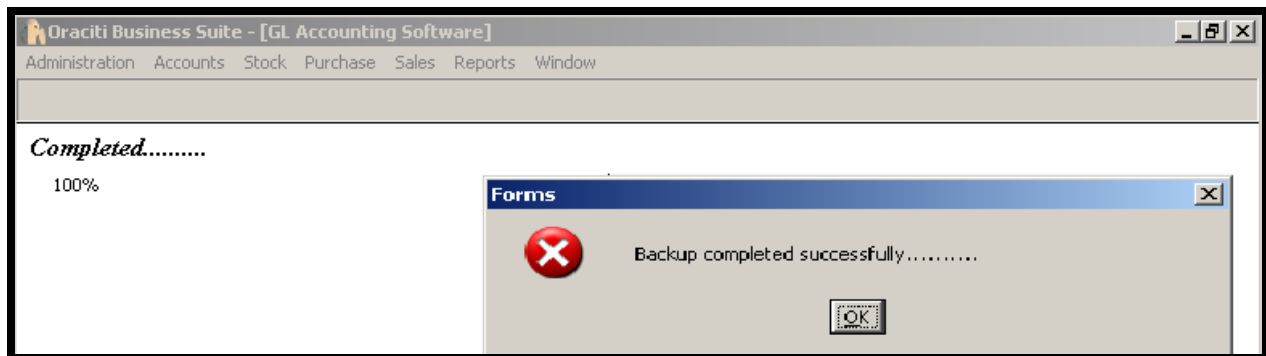 Oraciti Business Suite - [GL Accounting Software]
Administration Accounts Stock Purchase Sales Reports Window
Completed..........
100%
Forms
Backup completed successfully..........
OK